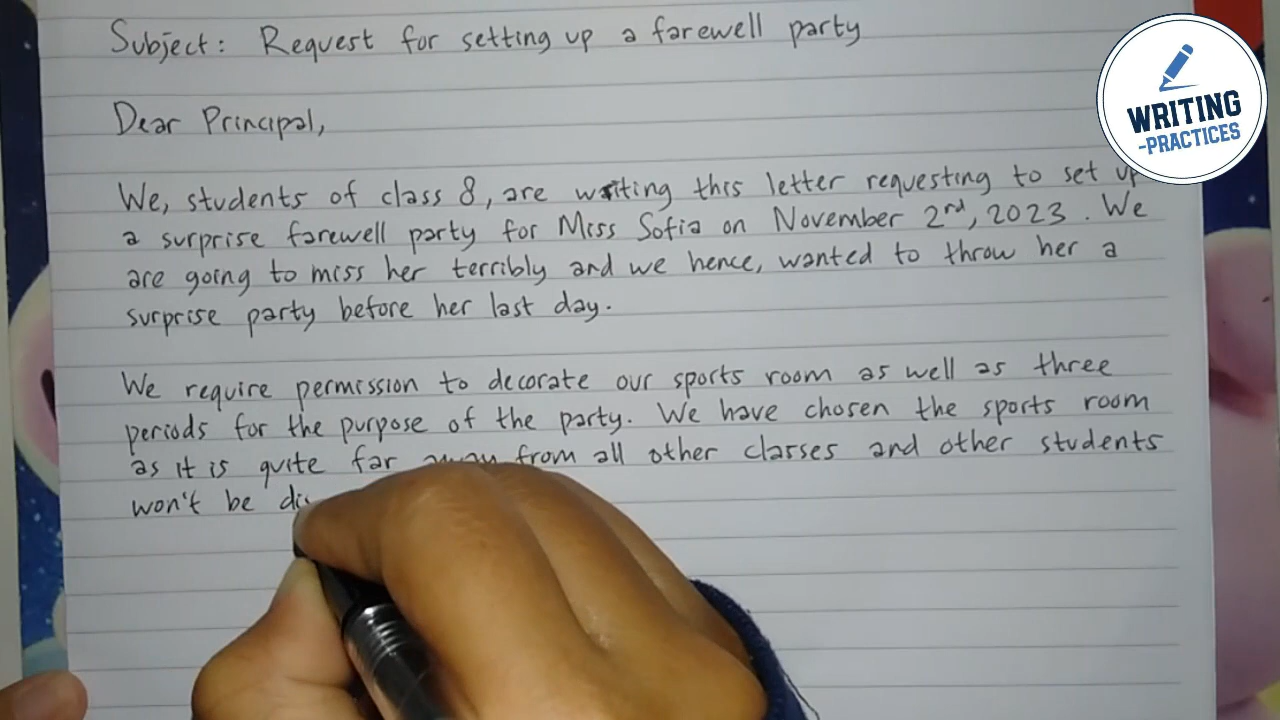 Subject: Request for setting up a farewell party
WRITING
-PRACTICES
Dear Principal,
We, students of class 8, are writing this letter requesting to set up
a surprise farewell party for Miss Sofia on November 2nd, 2023. We
are going to miss her terribly and we hence, wanted to throw her a
surprise party before her last day.
We require permission to decorate our sports room as well as three
periods for the purpose of the party. We have chosen the sports room
as it is quite far away from all other classes and other students
won't be